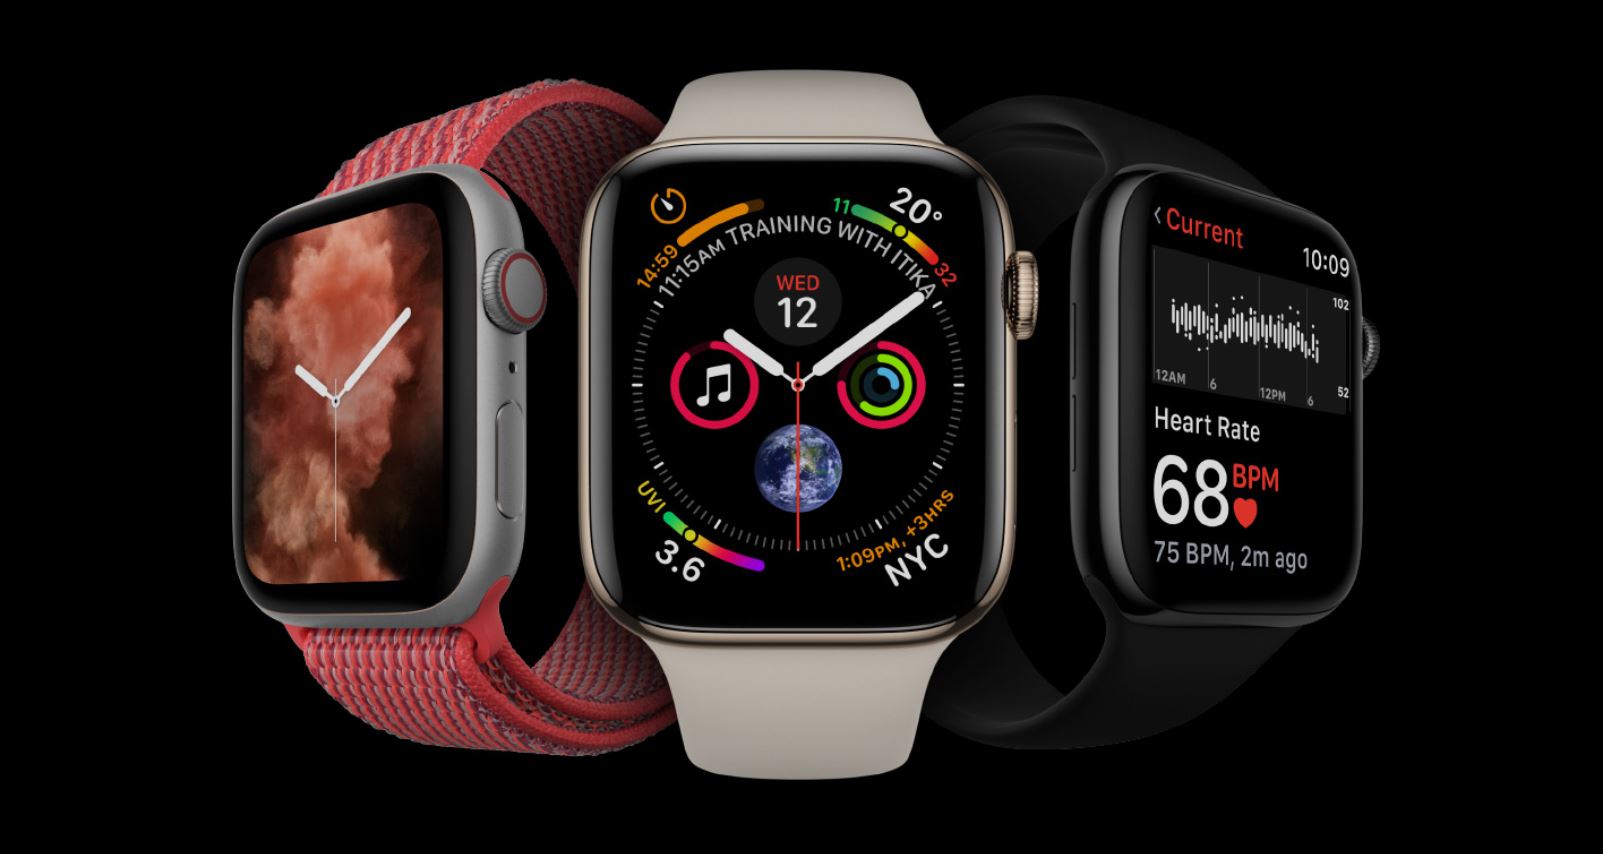 14:59
11:15AM TRAINING WITH ITIKA
11
20°
32
WED
12
UVI
3.6
1:09PM, +3HRS
NYC
< Current
10:09
102
52
12AM 6 12PM 6
Heart Rate
68 BPM
75 BPM, 2m ago